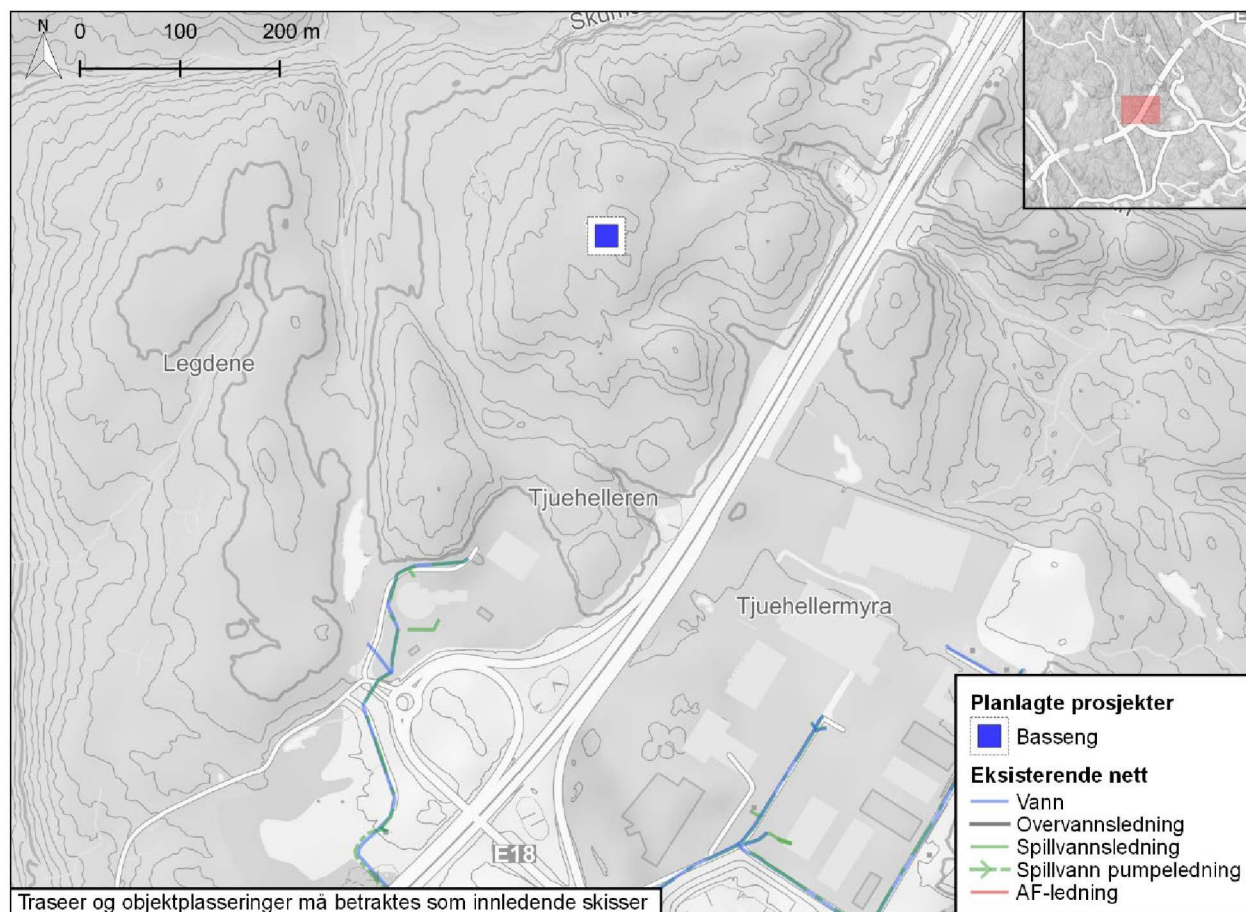 N
0 100 200 m
Legdene
Tjuehelleren
Tjuehellermyra
E18
Planlagte prosjekter
Basseng
Eksisterende nett
Vann
Overvannsledning
Spillvannsledning
Spillvann pumpeledning
AF-ledning
Traseer og objektplasseringer må betraktes som innledende skisser